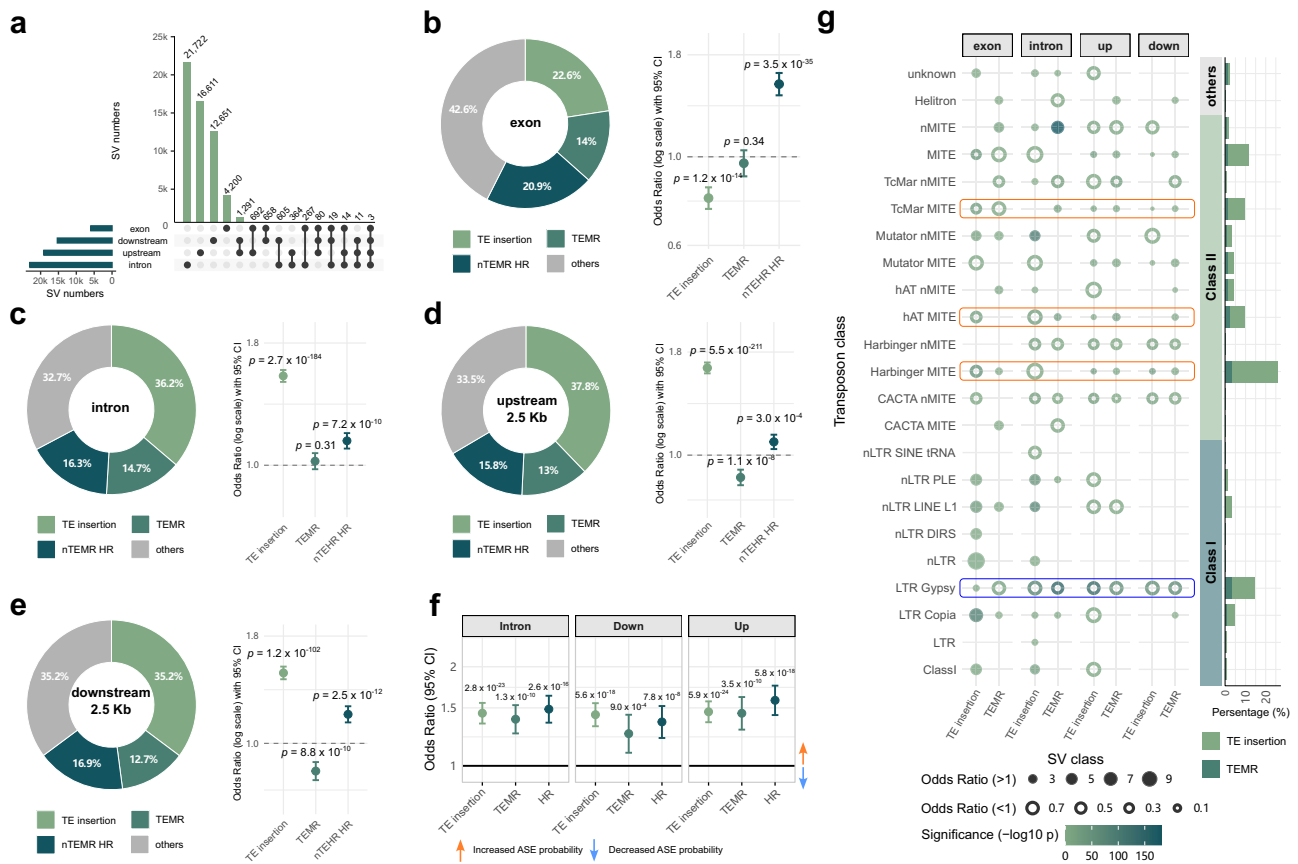 a
25k
20k
15k
10k
5k
0
SV numbers
21,722
16,611
12,651
4,200
1,291
692
658
605
364
267
80
19
14
11
3
exon
downstream
upstream
intron
20k 15k 10k 5k 0
SV numbers
b
22.6%
14%
20.9%
42.6%
exon
TE insertion
TEMR
nTEMR HR
others
Odds Ratio (log scale) with 95% CI
1.8
1.0
0.6
p = 1.2 x 10-14
p = 0.34
p = 3.5 x 10-35
TE insertion
TEMR
nTEHR HR
c
36.2%
14.7%
16.3%
32.7%
intron
TE insertion
TEMR
nTEMR HR
others
Odds Ratio (log scale) with 95% CI
1.8
1.0
p = 2.7 x 10-184
p = 0.31
p = 7.2 x 10-10
TE insertion
TEMR
nTEHR HR
d
37.8%
13%
15.8%
33.5%
upstream
2.5 Kb
TE insertion
TEMR
nTEMR HR
others
Odds Ratio (log scale) with 95% CI
1.8
1.0
p = 5.5 x 10-211
p = 1.1 x 10-8
p = 3.0 x 10-4
TE insertion
TEMR
nTEHR HR
e
35.2%
12.7%
16.9%
35.2%
downstream
2.5 Kb
TE insertion
TEMR
nTEMR HR
others
Odds Ratio (log scale) with 95% CI
1.8
1.0
p = 1.2 x 10-102
p = 8.8 x 10-10
p = 2.5 x 10-12
TE insertion
TEMR
nTEHR HR
f
Intron
Down
Up
Odds Ratio (95% CI)
2
1.5
1
2.8 x 10-23
1.3 x 10-10
2.6 x 10-16
5.6 x 10-18
9.0 x 10-4
7.8 x 10-8
5.9 x 10-24
3.5 x 10-10
5.8 x 10-18
TE insertion
TEMR
HR
TE insertion
TEMR
HR
TE insertion
TEMR
HR
Increased ASE probability
Decreased ASE probability
g
exon
intron
up
down
Transposon class
unknown
Helitron
nMITE
MITE
TcMar nMITE
TcMar MITE
Mutator nMITE
Mutator MITE
hAT nMITE
hAT MITE
Harbinger nMITE
Harbinger MITE
CACTA nMITE
CACTA MITE
nLTR SINE tRNA
nLTR PLE
nLTR LINE L1
nLTR DIRS
nLTR
LTR Gypsy
LTR Copia
LTR
ClassI
others
Class II
Class I
TE insertion
TEMR
TE insertion
TEMR
TE insertion
TEMR
TE insertion
TEMR
SV class
0 10 20
Percentage (%)
TE insertion
TEMR
Odds Ratio (>1) 3 5 7 9
Odds Ratio (<1) 0.7 0.5 0.3 0.1
Significance (−log10 p)
0 50 100 150